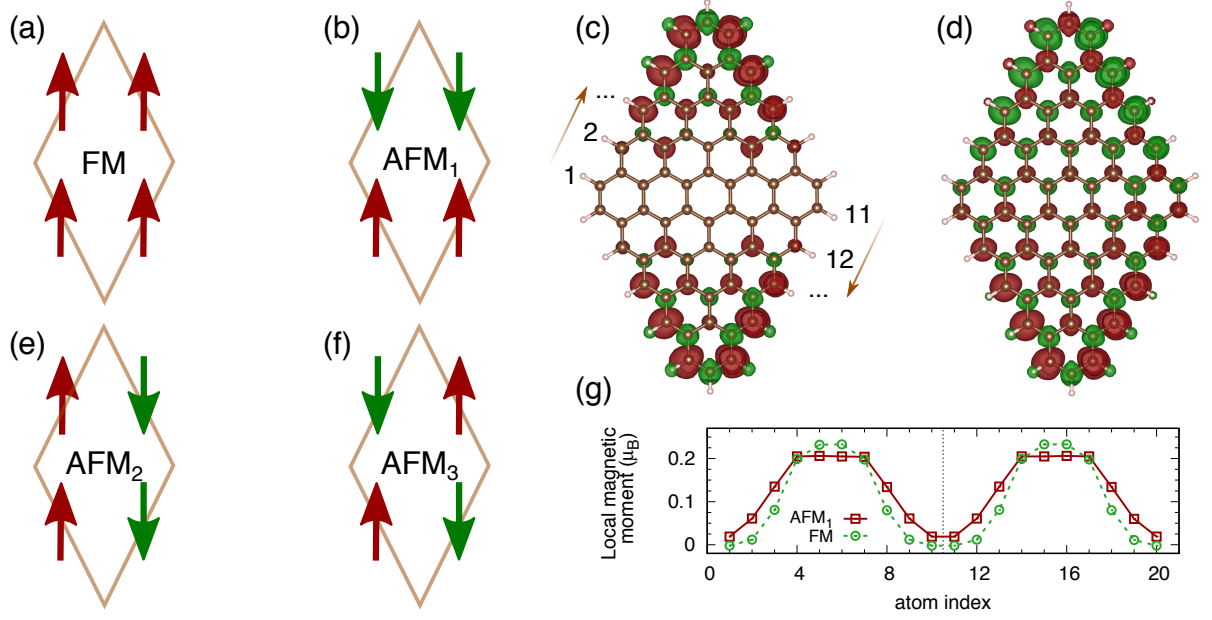 (a)
FM
(b)
AFM₁
(c)
...
2
1
11
12
...
(d)
(e)
AFM₂
(f)
AFM₃
(g)
Local magnetic
moment (μB)
0.2
0.1
0
AFM₁
FM
0 4 8 12 16 20
atom index